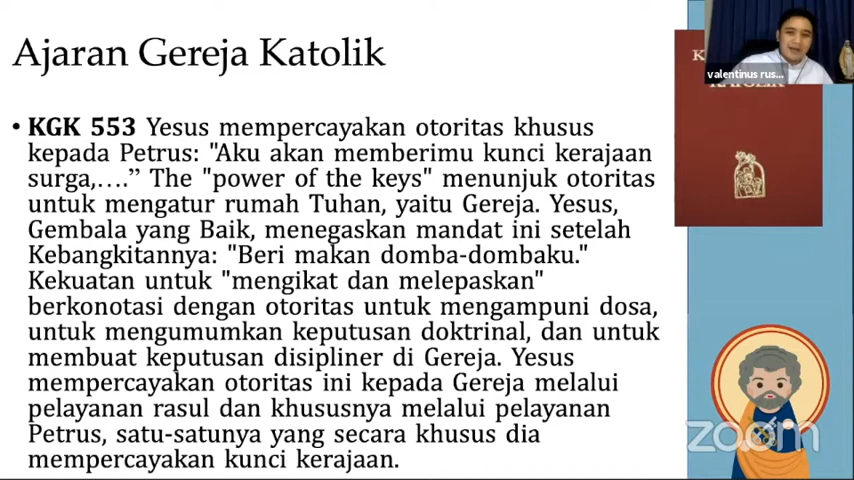 Ajaran Gereja Katolik
• KGK 553 Yesus mempercayakan otoritas khusus
kepada Petrus: "Aku akan memberimu kunci kerajaan
surga,…." The "power of the keys" menunjuk otoritas
untuk mengatur rumah Tuhan, yaitu Gereja. Yesus,
Gembala yang Baik, menegaskan mandat ini setelah
Kebangkitannya: "Beri makan domba-dombaku."
Kekuatan untuk "mengikat dan melepaskan"
berkonotasi dengan otoritas untuk mengampuni dosa,
untuk mengumumkan keputusan doktrinal, dan untuk
membuat keputusan disipliner di Gereja. Yesus
mempercayakan otoritas ini kepada Gereja melalui
pelayanan rasul dan khususnya melalui pelayanan
Petrus, satu-satunya yang secara khusus dia
mempercayakan kunci kerajaan.
valentinus rus...
KATOLIK
zoom